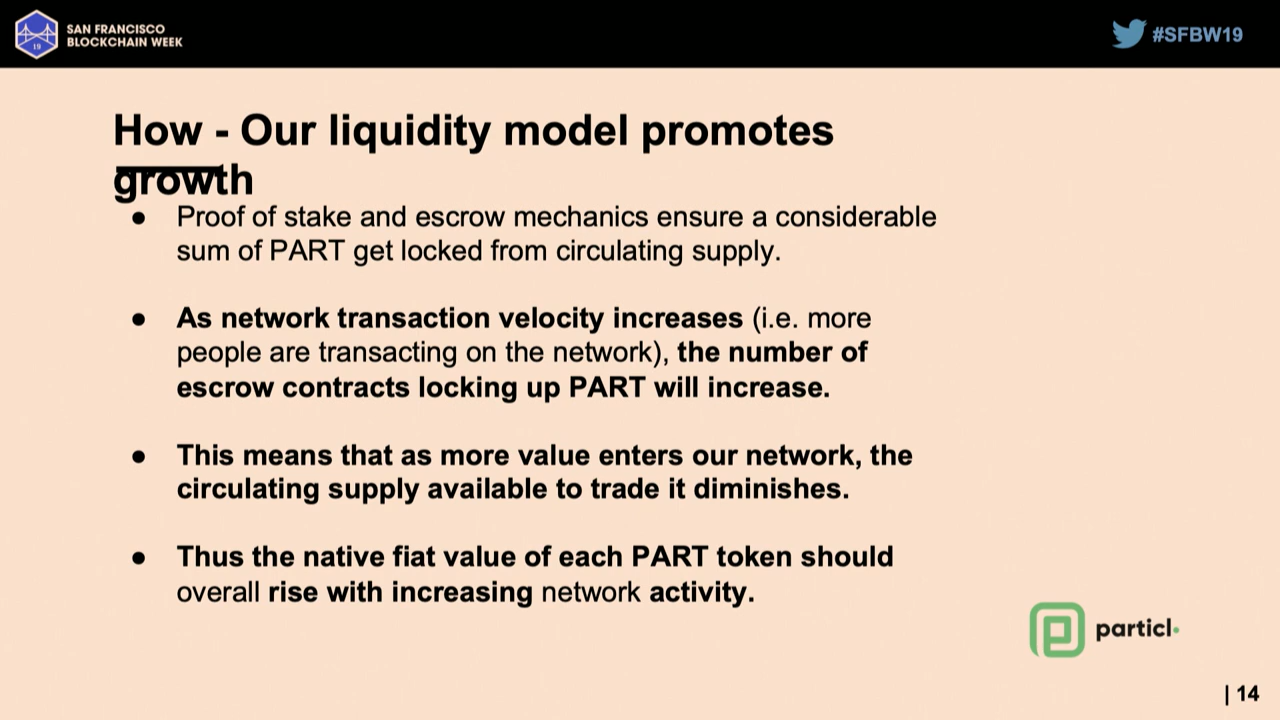 SAN FRANCISCO
BLOCKCHAIN WEEK
19
#SFBW19
How - Our liquidity model promotes
growth
● Proof of stake and escrow mechanics ensure a considerable
sum of PART get locked from circulating supply.
● As network transaction velocity increases (i.e. more
people are transacting on the network), the number of
escrow contracts locking up PART will increase.
● This means that as more value enters our network, the
circulating supply available to trade it diminishes.
● Thus the native fiat value of each PART token should
overall rise with increasing network activity.
particl.
| 14